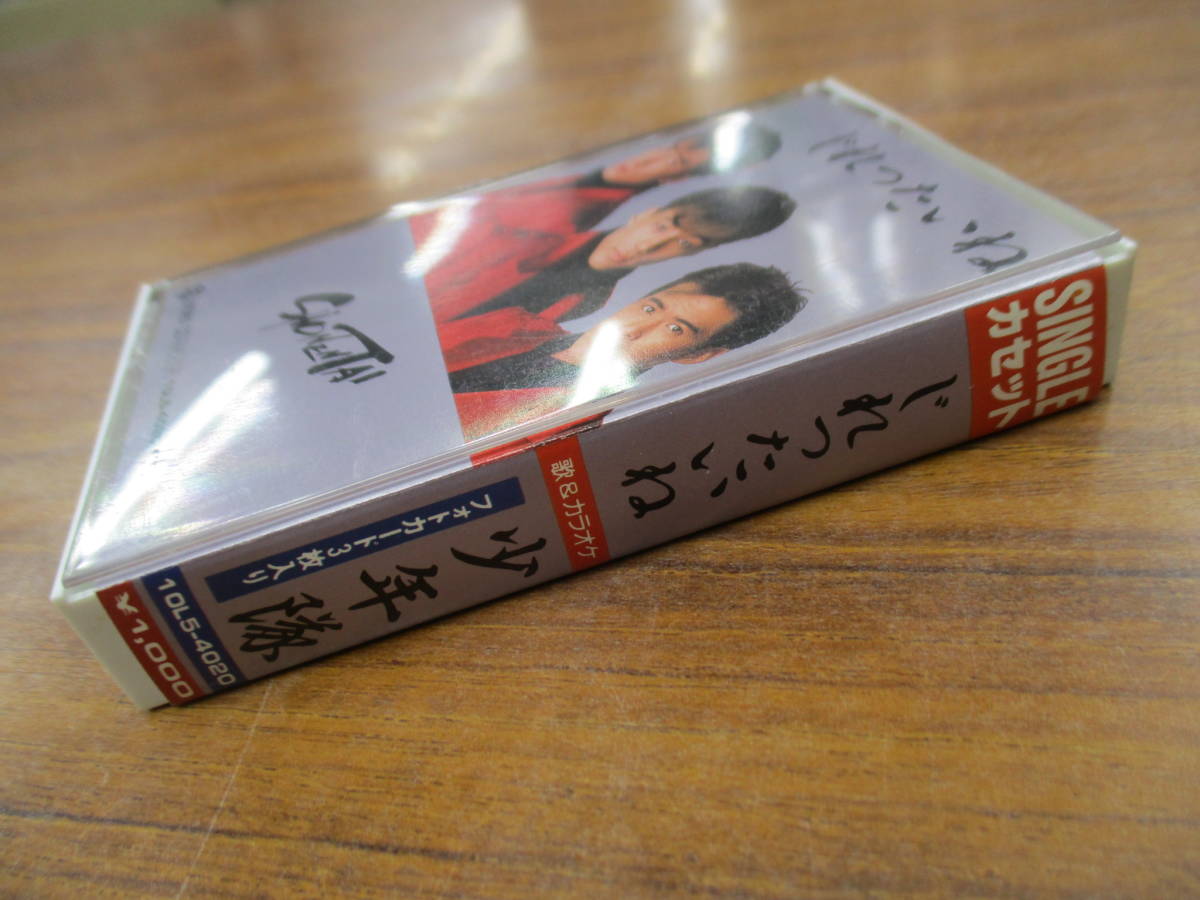 SINGLE
カセット
じれったいね
歌&カラオケ
少年隊
フォトカード3枚入り
10L5-4020
¥1,000
じれったいね
ShONENTAI